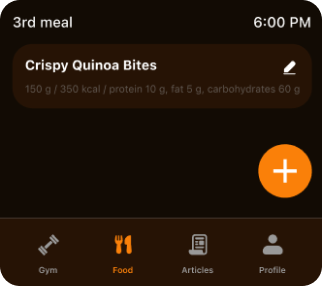 3rd meal 6:00 PM
Crispy Quinoa Bites
150 g / 350 kcal / protein 10 g, fat 5 g, carbohydrates 60 g
Gym Food Articles Profile